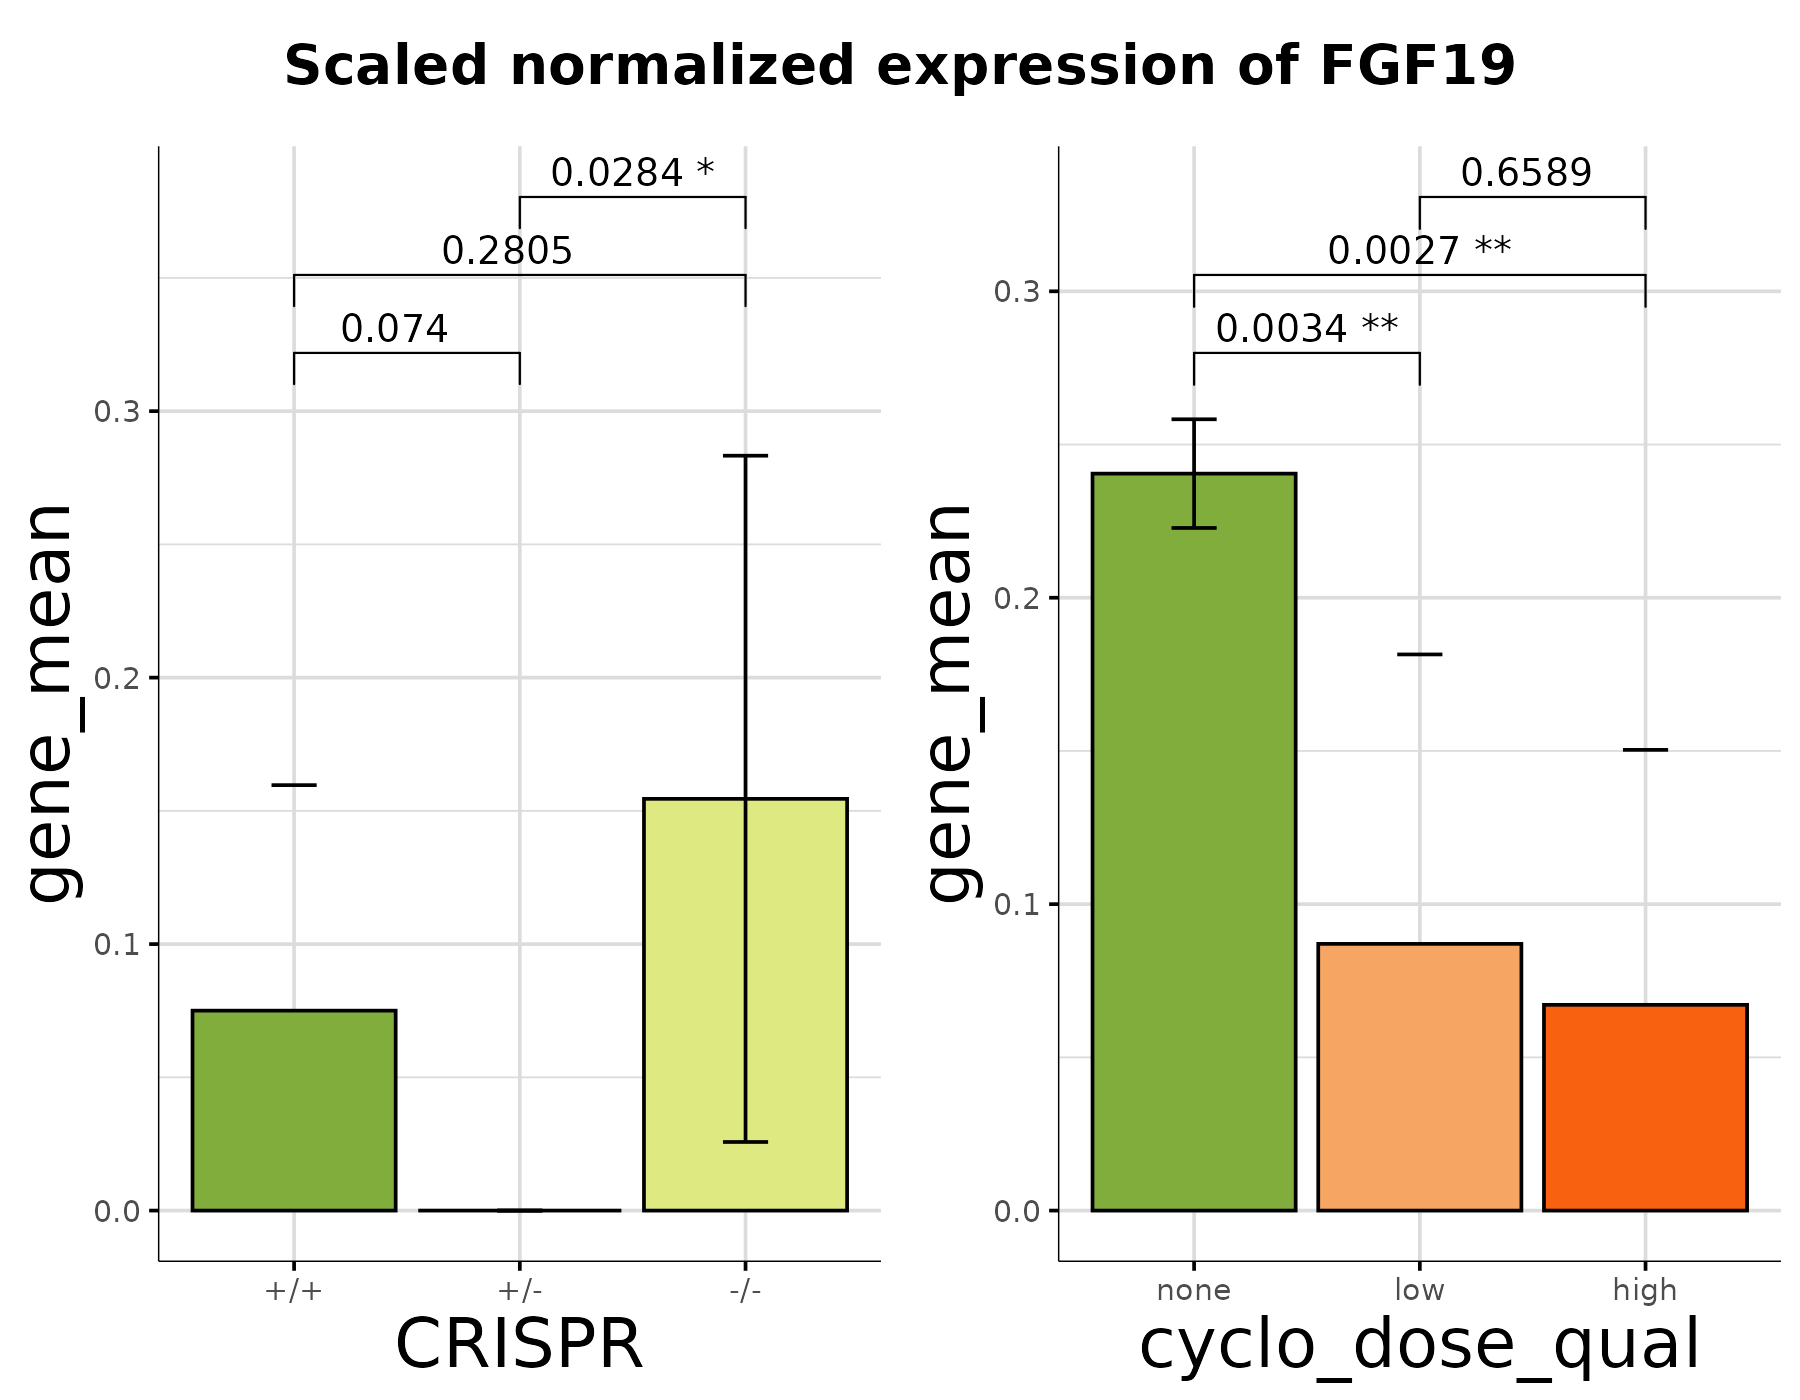 Scaled normalized expression of FGF19
0.0284 *
0.2805
0.074
0.3
0.2
0.1
0.0
gene_mean
+/+ +/- -/-
CRISPR
0.6589
0.0027 **
0.0034 **
0.3
0.2
0.1
0.0
gene_mean
none low high
cyclo_dose_qual